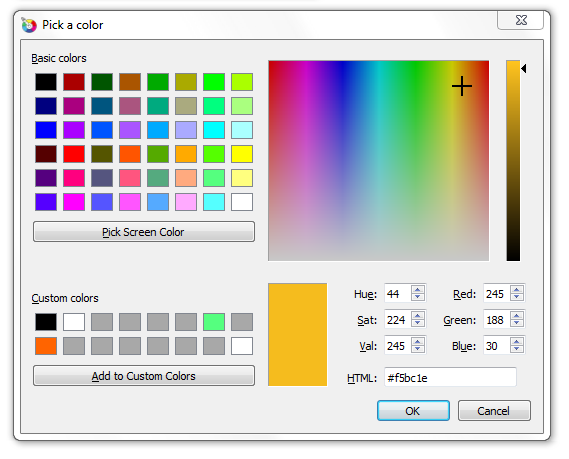 Pick a color
Basic colors
Pick Screen Color
Custom colors
Add to Custom Colors
Hue: 44 Red: 245
Sat: 224 Green: 188
Val: 245 Blue: 30
HTML: #f5bc1e
OK Cancel